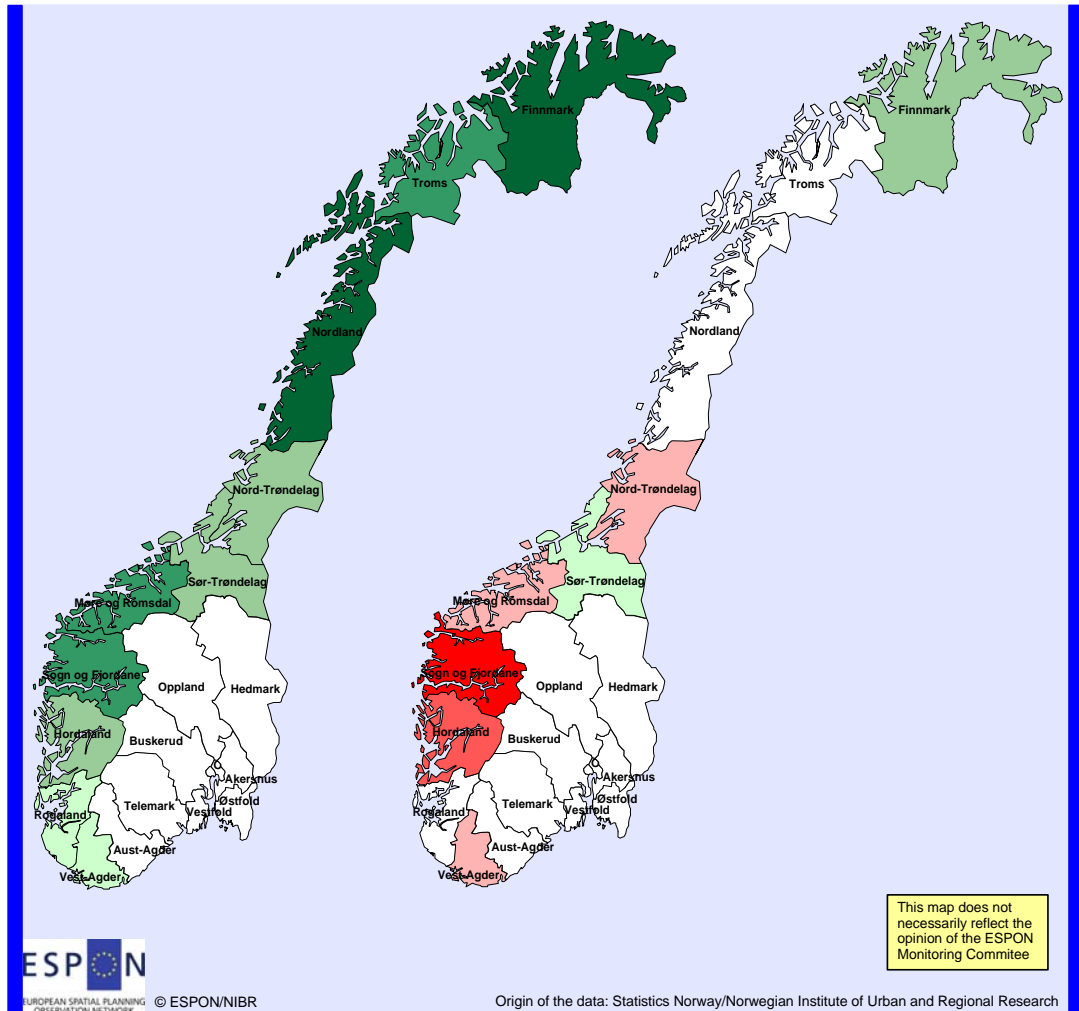 Finnmark
Troms
Nordland
Nord-Trøndelag
Sør-Trøndelag
Møre og Romsdal
Sogn og Fjordane
Oppland
Hedmark
Hordaland
Buskerud
Akershus
Østfold
Telemark
Vestfold
Rogaland
Aust-Agder
Vest-Agder
Finnmark
Troms
Nordland
Nord-Trøndelag
Sør-Trøndelag
Møre og Romsdal
Sogn og Fjordane
Oppland
Hedmark
Hordaland
Buskerud
Akershus
Østfold
Telemark
Vestfold
Rogaland
Aust-Agder
Vest-Agder
This map does not
necessarily reflect the
opinion of the ESPON
Monitoring Commitee
ESPON
EUROPEAN SPATIAL PLANNING
OBSERVATION NETWORK
© ESPON/NIBR
Origin of the data: Statistics Norway/Norwegian Institute of Urban and Regional Research